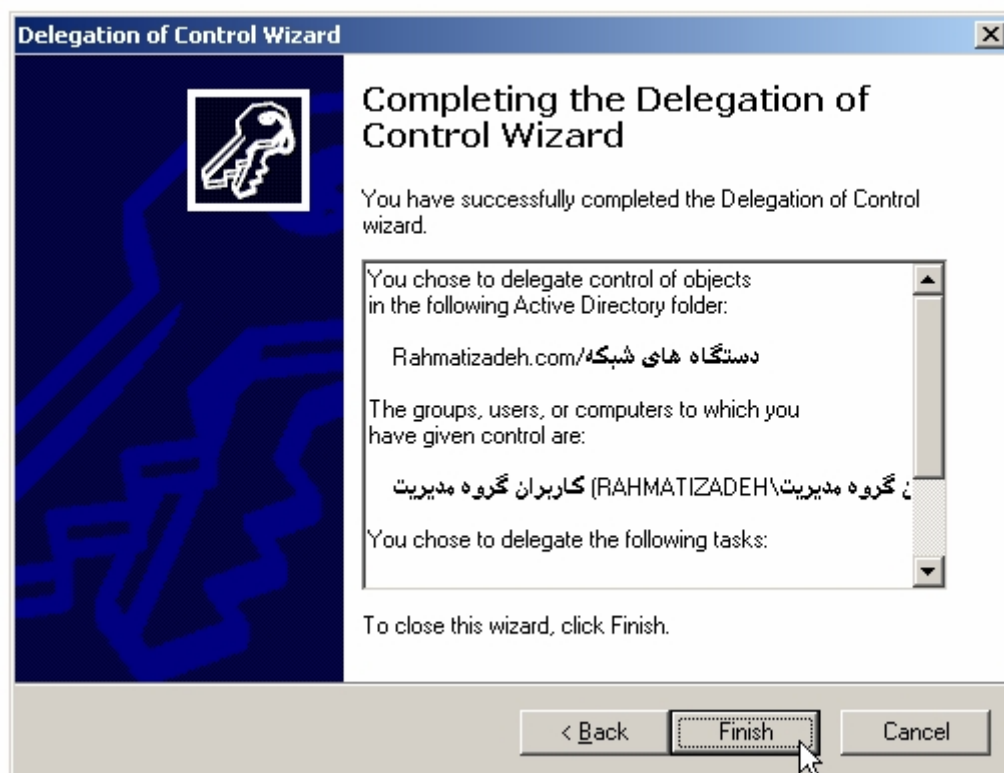 Delegation of Control Wizard
Completing the Delegation of
Control Wizard
You have successfully completed the Delegation of Control
wizard.
You chose to delegate control of objects
in the following Active Directory folder:
Rahmatizadeh.com/دستگاه های شبکه
The groups, users, or computers to which you
have given control are:
کاربران گروه مدیریت (RAHMATIZADEH\گروه مدیریت
You chose to delegate the following tasks:
To close this wizard, click Finish.
< Back
Finish
Cancel